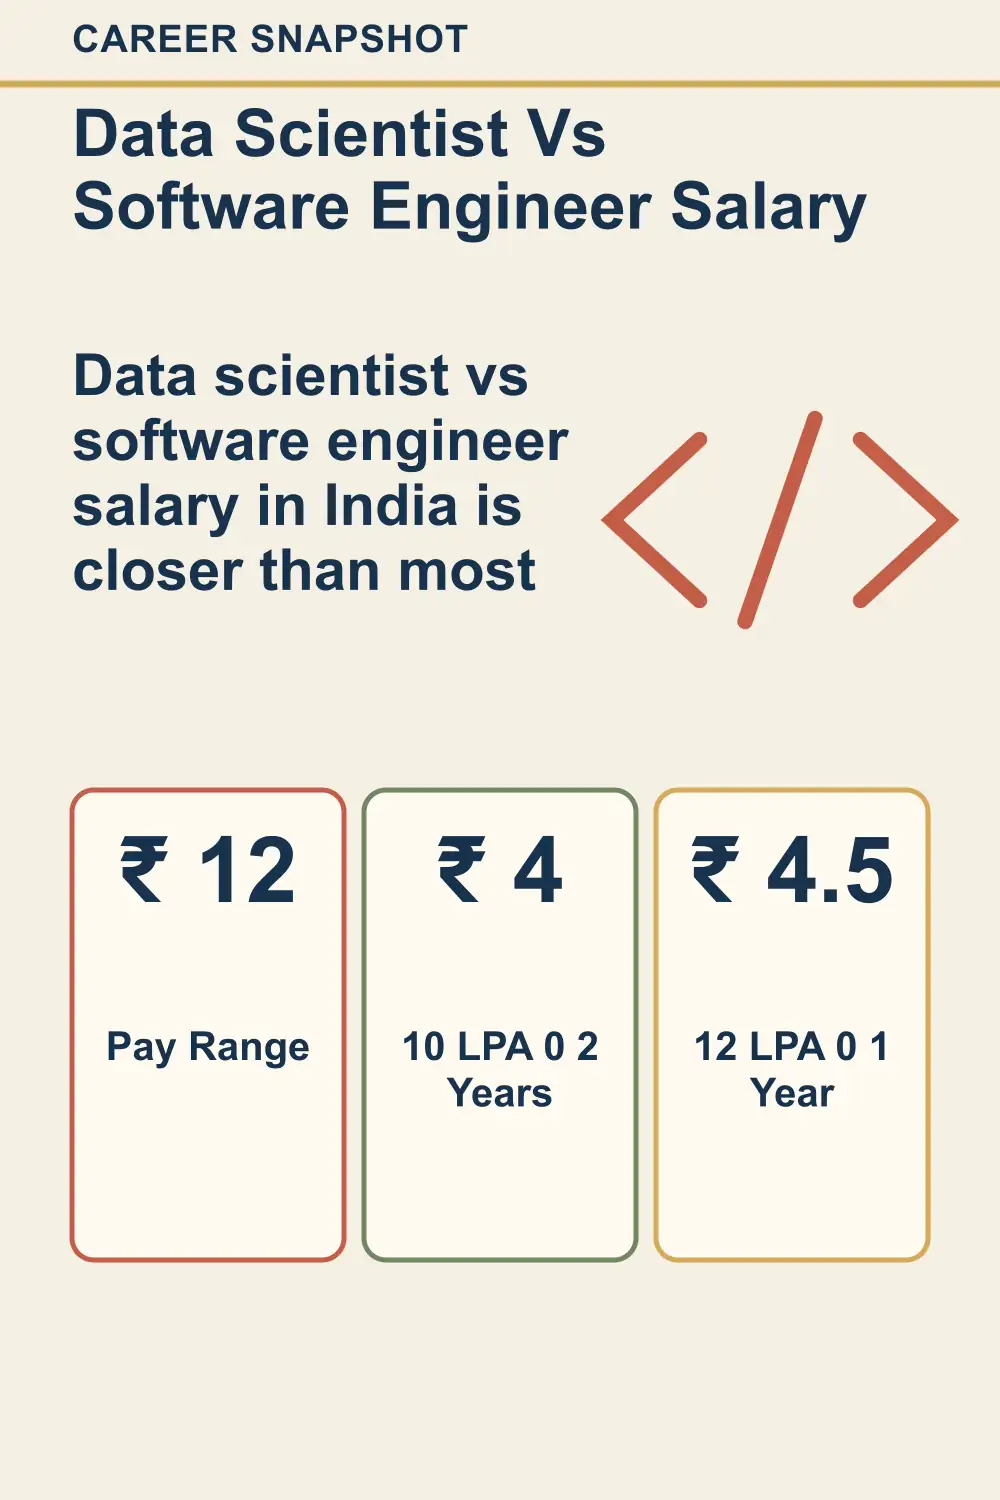 CAREER SNAPSHOT
Data Scientist Vs
Software Engineer Salary
Data scientist vs
software engineer
salary in India is
closer than most
₹ 12
Pay Range
₹ 4
10 LPA 0 2
Years
₹ 4.5
12 LPA 0 1
Year